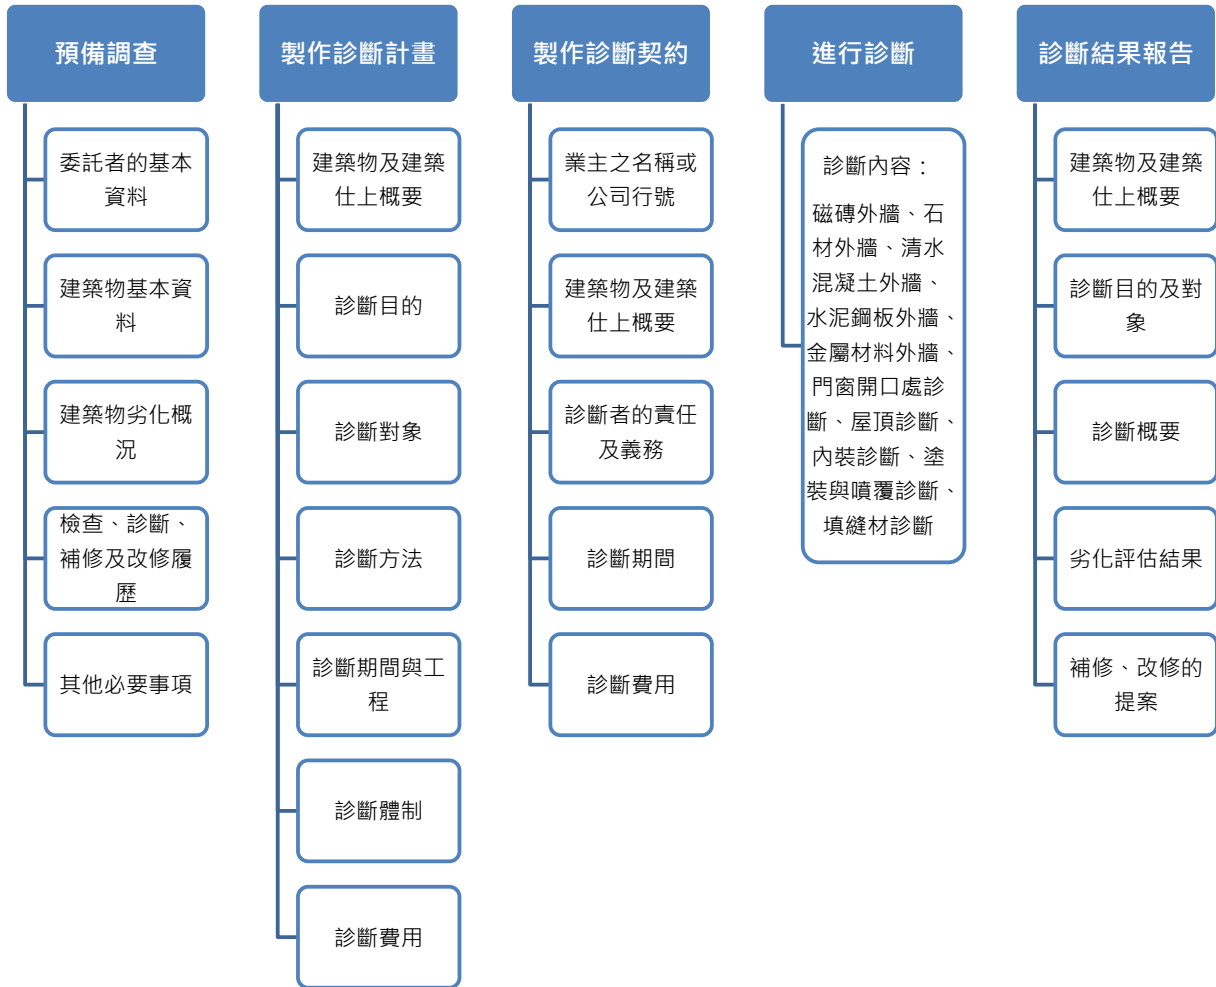 預備調查
委託者的基本
資料
建築物基本資
料
建築物劣化概
況
檢查、診斷、
補修及改修履
歷
其他必要事項
製作診斷計畫
建築物及建築
仕上概要
診斷目的
診斷對象
診斷方法
診斷期間與工
程
診斷體制
診斷費用
製作診斷契約
業主之名稱或
公司行號
建築物及建築
仕上概要
診斷者的責任
及義務
診斷期間
診斷費用
進行診斷
診斷內容：
磁磚外牆、石
材外牆、清水
混凝土外牆、
水泥鋼板外牆、
金屬材料外牆、
門窗開口處診
斷、屋頂診斷、
內裝診斷、塗
裝與噴覆診斷、
填縫材診斷
診斷結果報告
建築物及建築
仕上概要
診斷目的及對
象
診斷概要
劣化評估結果
補修、改修的
提案